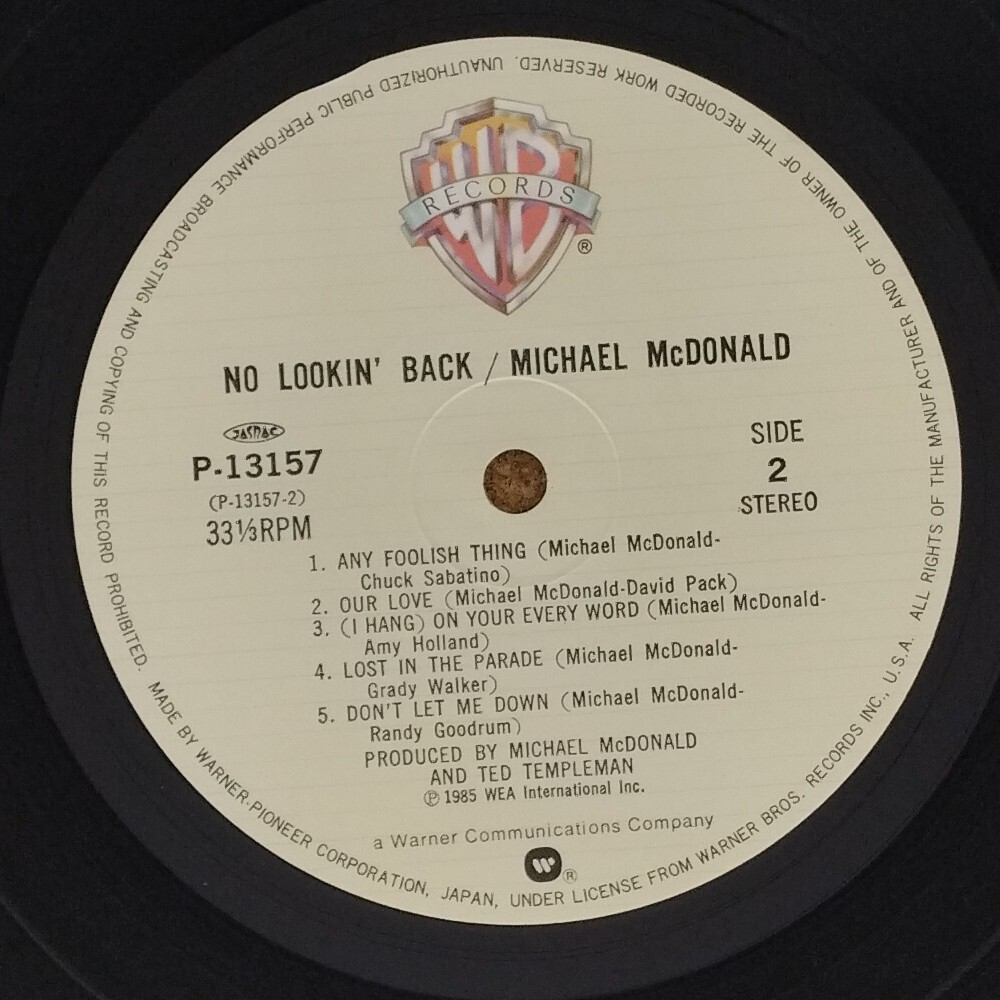 WB
RECORDS
®
NO LOOKIN' BACK / MICHAEL McDONALD
JASRAC
P-13157
(P-13157-2)
33⅓RPM
SIDE
2
STEREO
1. ANY FOOLISH THING (Michael McDonald-
Chuck Sabatino)
2. OUR LOVE (Michael McDonald-David Pack)
3. (I HANG) ON YOUR EVERY WORD (Michael McDonald-
Amy Holland)
4. LOST IN THE PARADE (Michael McDonald-
Grady Walker)
5. DON'T LET ME DOWN (Michael McDonald-
Randy Goodrum)
PRODUCED BY MICHAEL McDONALD
AND TED TEMPLEMAN
℗ 1985 WEA International Inc.
a Warner Communications Company
®
MADE BY WARNER-PIONEER CORPORATION, JAPAN, UNDER LICENSE FROM WARNER BROS. RECORDS INC., U.S.A. ALL RIGHTS OF THE MANUFACTURER AND OF THE OWNER OF THE RECORDED WORK RESERVED. UNAUTHORIZED PUBLIC PERFORMANCE BROADCASTING AND COPYING OF THIS RECORD PROHIBITED.